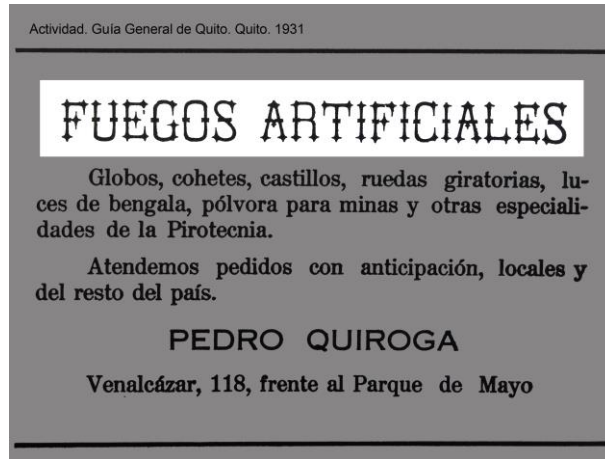 Actividad. Guía General de Quito. Quito. 1931
FUEGOS ARTIFICIALES
Globos, cohetes, castillos, ruedas giratorias, lu-
ces de bengala, pólvora para minas y otras especiali-
dades de la Pirotecnia.
Atendemos pedidos con anticipación, locales y
del resto del país.
PEDRO QUIROGA
Venalcázar, 118, frente al Parque de Mayo